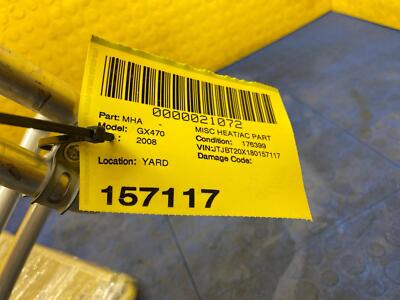 0000021072
Part: MHA - MISC HEAT/AC PART
Model: GX470 Condition: 176399
: 2008 VIN:JTJBT20X180157117
Damage Code:
Location: YARD
157117